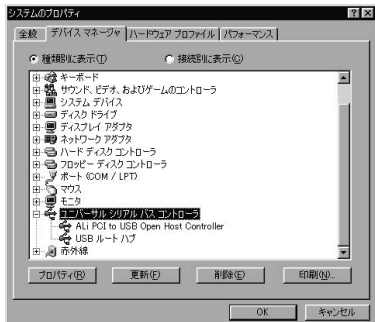 システムのプロパティ
全般 デバイス マネージャ ハードウェア プロファイル パフォーマンス
種類別に表示(T) 接続別に表示(C)
キーボード
サウンド、ビデオ、およびゲームのコントローラ
システム デバイス
ディスク ドライブ
ディスプレイ アダプタ
ネットワーク アダプタ
ハード ディスク コントローラ
フロッピー ディスク コントローラ
ポート (COM / LPT)
マウス
モニタ
ユニバーサル シリアル バス コントローラ
ALi PCI to USB Open Host Controller
USB ルート ハブ
赤外線
プロパティ(R) 更新(F) 削除(E) 印刷(N)...
OK キャンセル